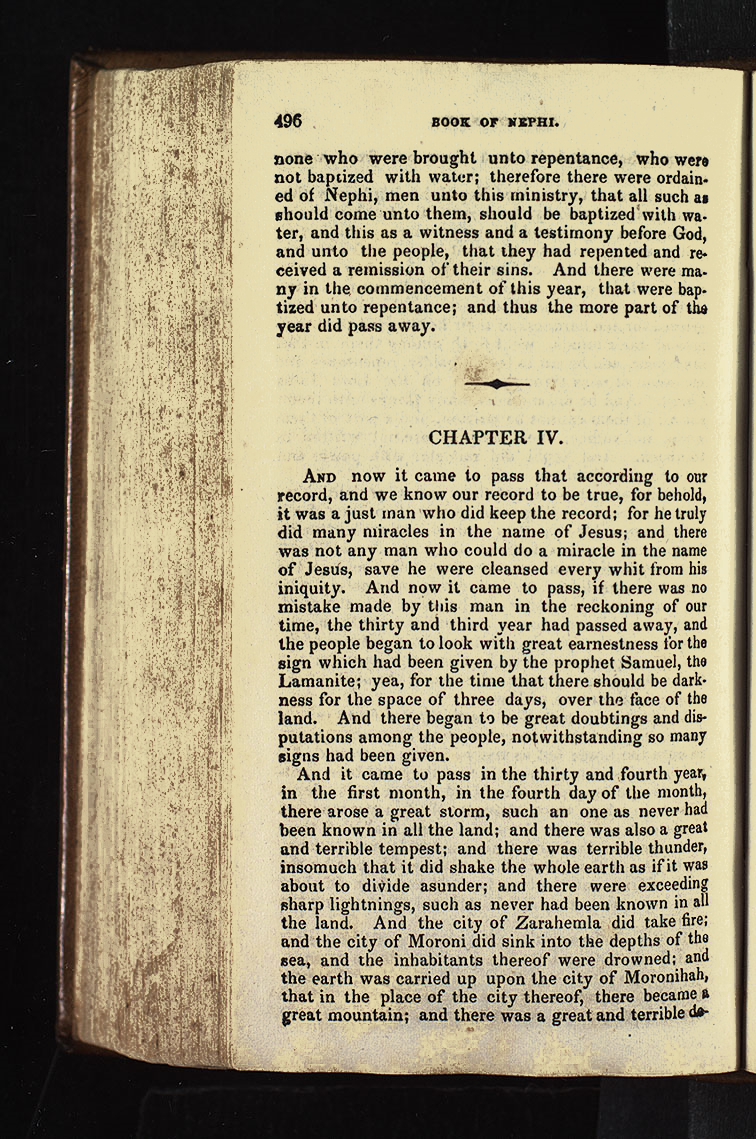 496 BOOK OF NEPHI.
none who were brought unto repentance, who were
not baptized with water; therefore there were ordain-
ed of Nephi, men unto this ministry, that all such as
should come unto them, should be baptized with wa-
ter, and this as a witness and a testimony before God,
and unto the people, that they had repented and re-
ceived a remission of their sins. And there were ma-
ny in the commencement of this year, that were bap-
tized unto repentance; and thus the more part of the
year did pass away.
CHAPTER IV.
AND now it came to pass that according to our
record, and we know our record to be true, for behold,
it was a just man who did keep the record; for he truly
did many miracles in the name of Jesus; and there
was not any man who could do a miracle in the name
of Jesus, save he were cleansed every whit from his
iniquity. And now it came to pass, if there was no
mistake made by this man in the reckoning of our
time, the thirty and third year had passed away, and
the people began to look with great earnestness for the
sign which had been given by the prophet Samuel, the
Lamanite; yea, for the time that there should be dark-
ness for the space of three days, over the face of the
land. And there began to be great doubtings and dis-
putations among the people, notwithstanding so many
signs had been given.
And it came to pass in the thirty and fourth year,
in the first month, in the fourth day of the month,
there arose a great storm, such an one as never had
been known in all the land; and there was also a great
and terrible tempest; and there was terrible thunder,
insomuch that it did shake the whole earth as if it was
about to divide asunder; and there were exceeding
sharp lightnings, such as never had been known in all
the land. And the city of Zarahemla did take fire;
and the city of Moroni did sink into the depths of the
sea, and the inhabitants thereof were drowned; and
the earth was carried up upon the city of Moronihah,
that in the place of the city thereof, there became a
great mountain; and there was a great and terrible de-